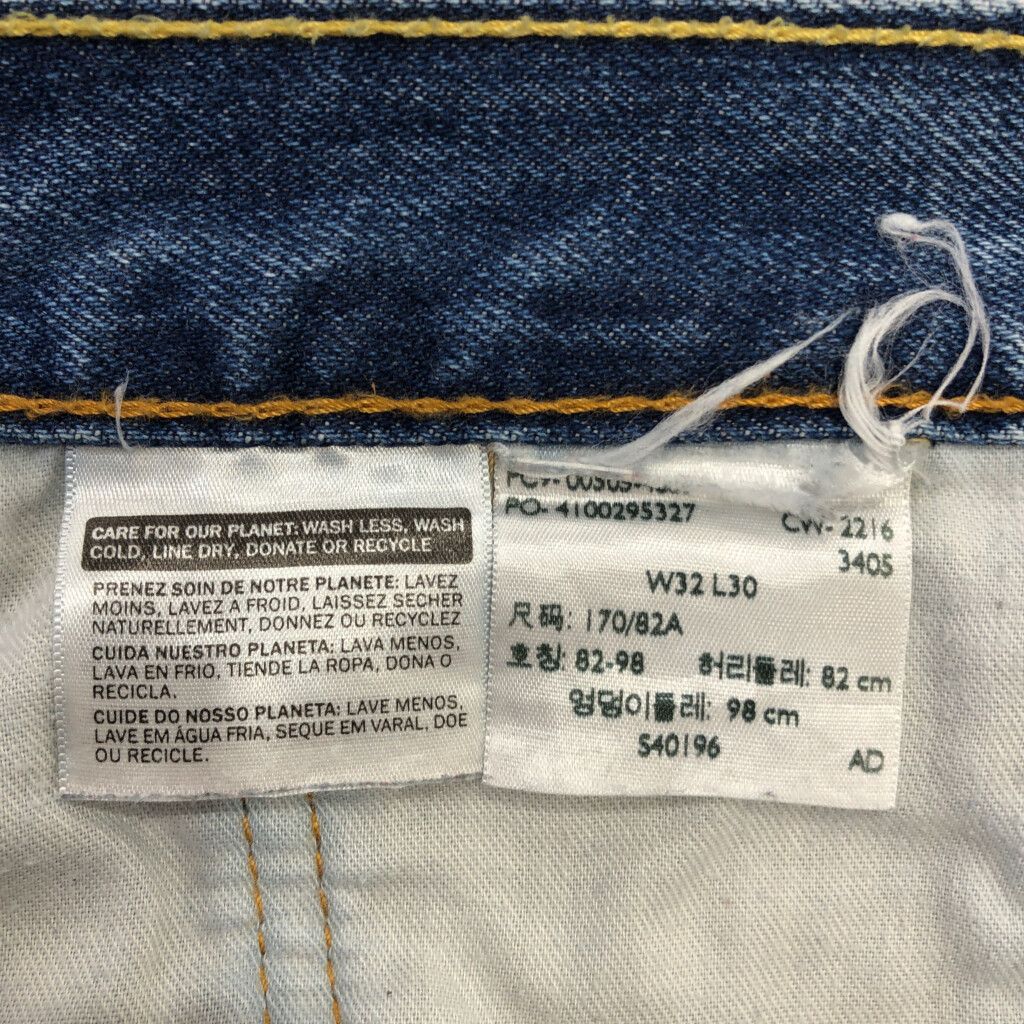 CARE FOR OUR PLANET: WASH LESS, WASH
COLD, LINE DRY, DONATE OR RECYCLE
PRENEZ SOIN DE NOTRE PLANETE: LAVEZ
MOINS, LAVEZ A FROID, LAISSEZ SECHER
NATURELLEMENT, DONNEZ OU RECYCLEZ
CUIDA NUESTRO PLANETA: LAVA MENOS,
LAVA EN FRIO, TIENDE LA ROPA, DONA O
RECICLA.
CUIDE DO NOSSO PLANETA: LAVE MENOS,
LAVE EM ÁGUA FRIA, SEQUE EM VARAL, DOE
OU RECICLE.
PO- 4100295327 CW- 2216
3405
W32 L30
尺码: 170/82A
호칭: 82-98 허리둘레: 82 cm
엉덩이둘레: 98 cm
S40196
AD